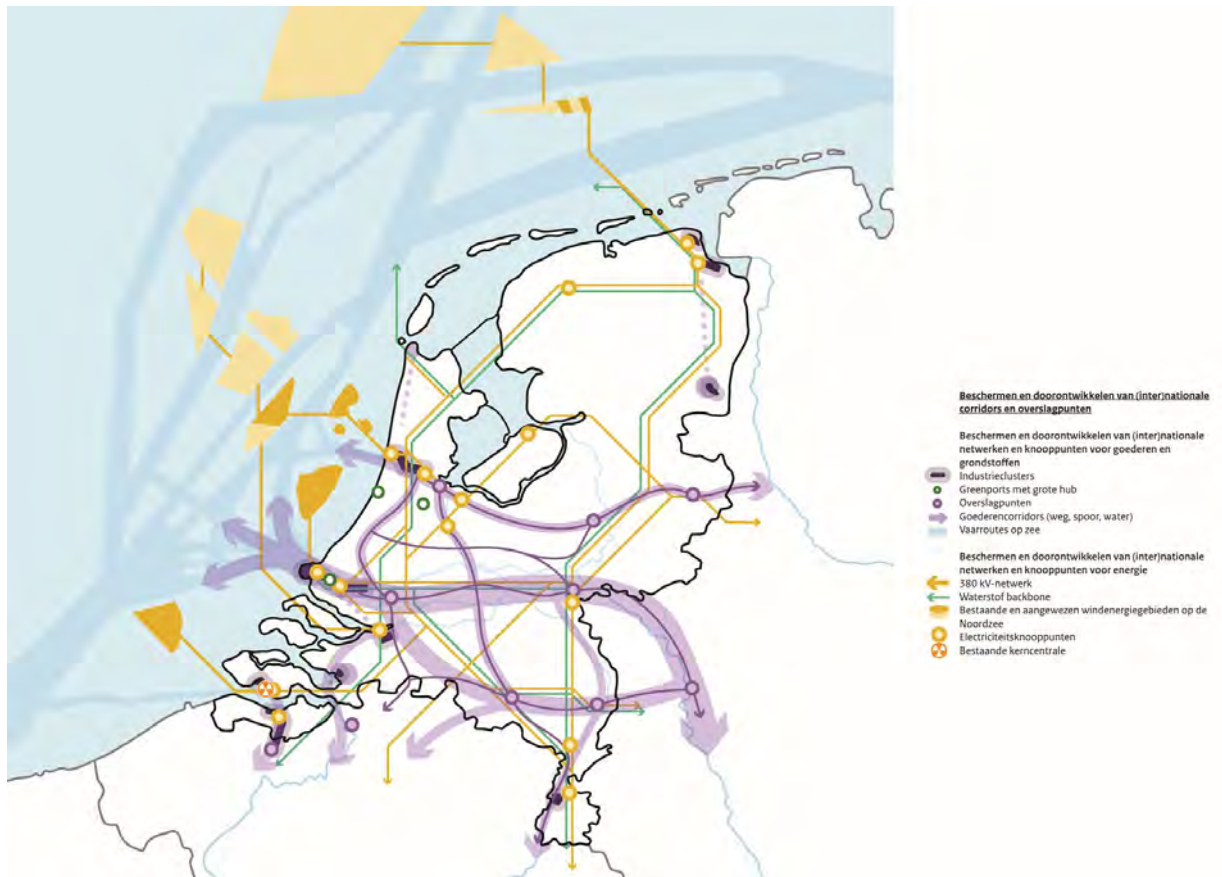 Beschermen en doorontwikkelen van (inter)nationale
corridors en overslagpunten
Beschermen en doorontwikkelen van (inter)nationale
netwerken en knooppunten voor goederen en
grondstoffen
Industrieclusters
Greenports met grote hub
Overslagpunten
Goederencorridors (weg, spoor, water)
Vaarroutes op zee
Beschermen en doorontwikkelen van (inter)nationale
netwerken en knooppunten voor energie
380 kV-netwerk
Waterstof backbone
Bestaande en aangewezen windenergiegebieden op de
Noordzee
Electriciteitsknooppunten
Bestaande kerncentrale